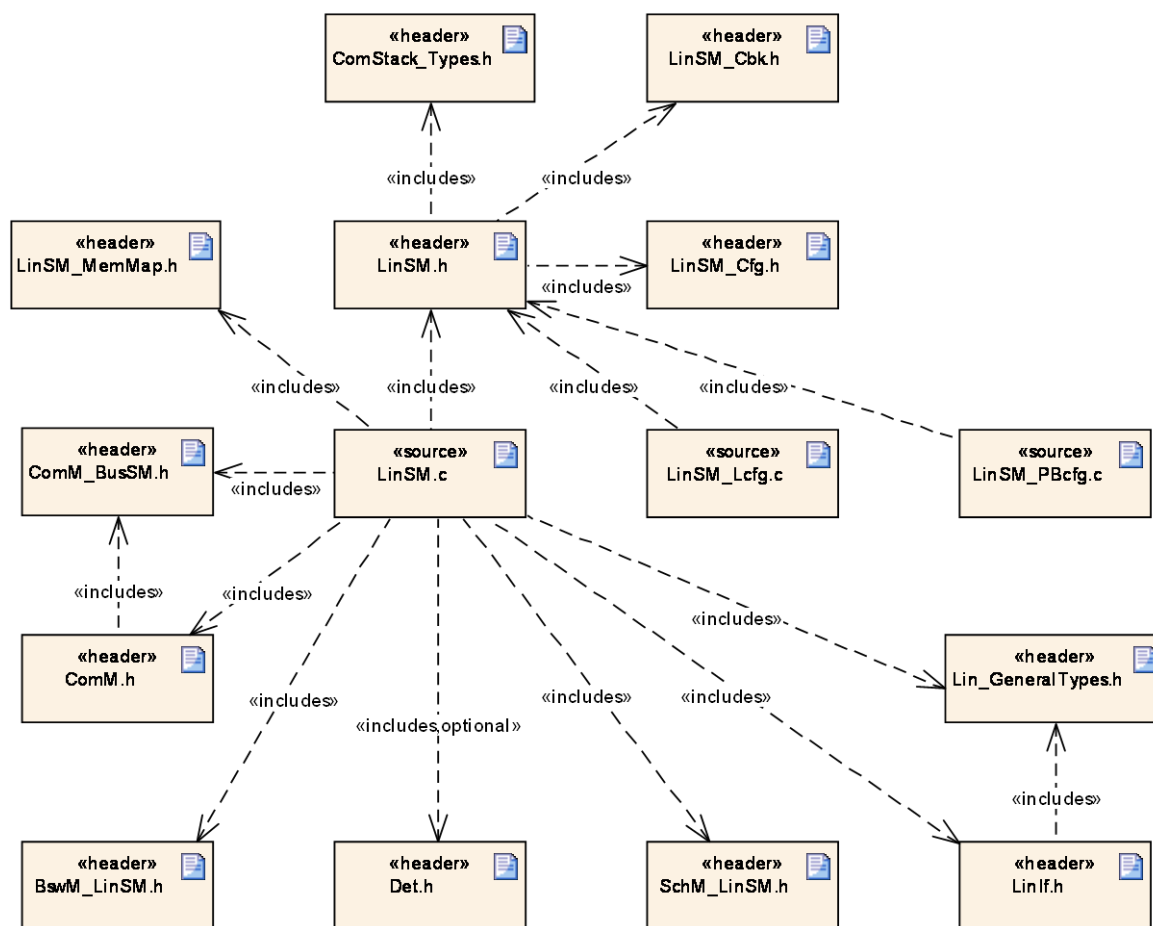 «header»
ComStack_Types.h
«header»
LinSM_Cbk.h
«includes»
«includes»
«header»
LinSM_MemMap.h
«header»
LinSM.h
«header»
LinSM_Cfg.h
«includes»
«includes»
«includes»
«includes»
«includes»
«header»
ComM_BusSM.h
«source»
LinSM.c
«source»
LinSM_Lcfg.c
«source»
LinSM_PBcfg.c
«includes»
«includes»
«includes»
«includes»
«header»
ComM.h
«header»
Lin_GeneralTypes.h
«includes»
«includes,optional»
«includes»
«includes»
«includes»
«header»
BswM_LinSM.h
«header»
Det.h
«header»
SchM_LinSM.h
«header»
LinIf.h